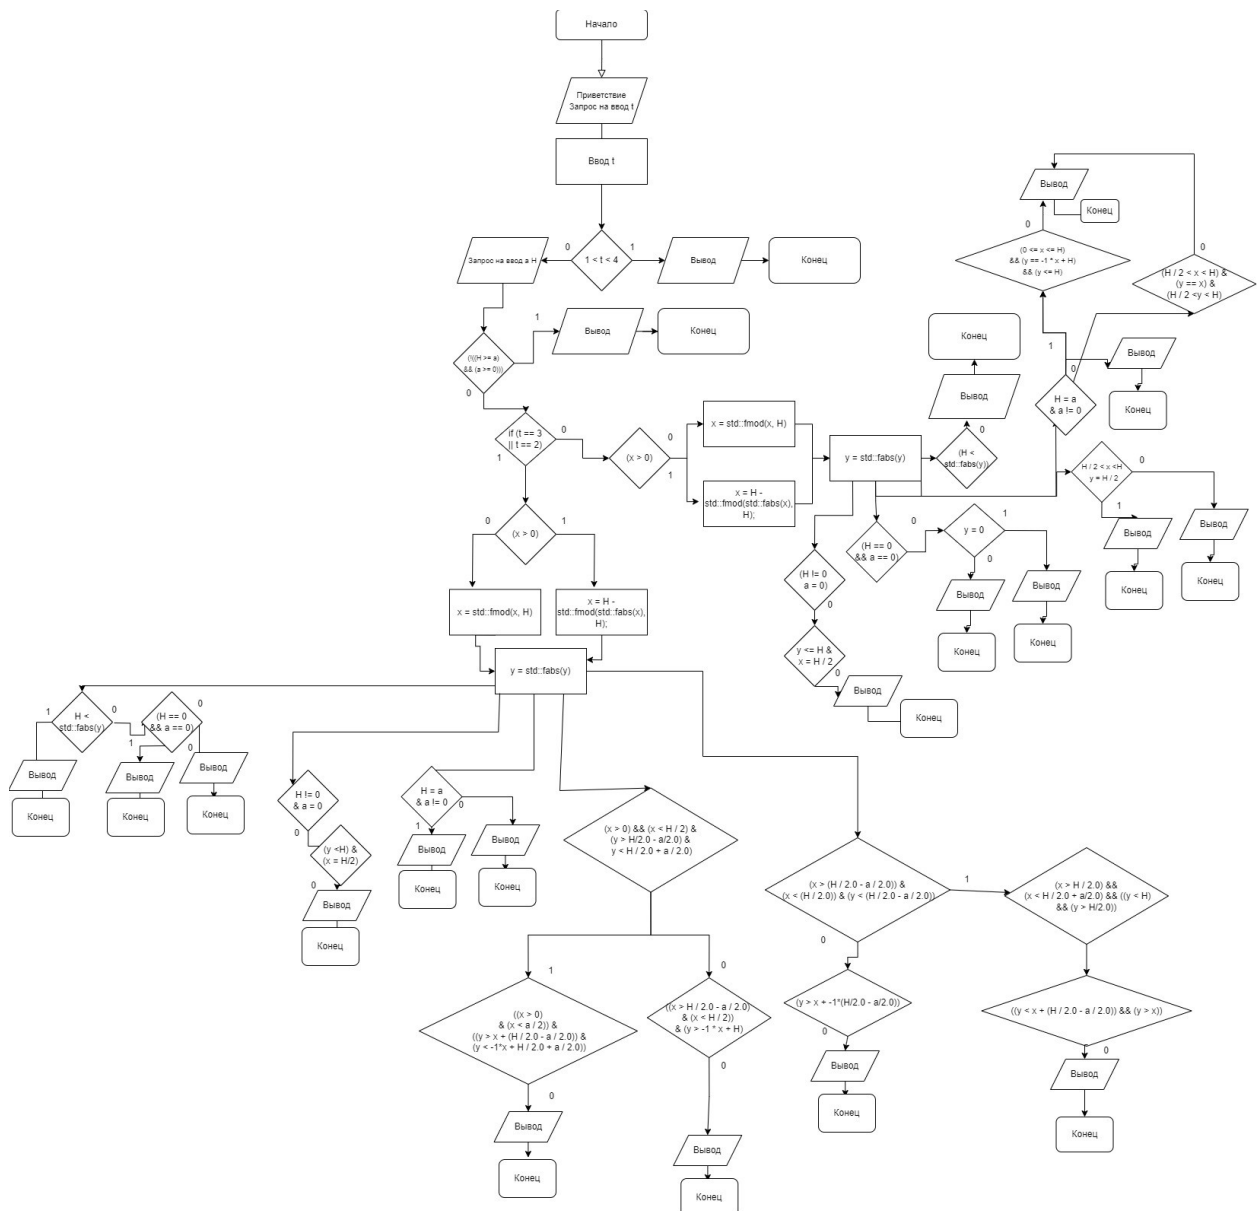 Начало
Приветствие
Запрос на ввод t
Ввод t
Запрос на ввод a H
0
1 < t < 4
1
Вывод
Конец
(!((H >= a)
&& (a >= 0)))
1
Вывод
Конец
0
if (t == 3
|| t == 2)
0
1
(x > 0)
0
1
x = std::fmod(x, H)
x = H -
std::fmod(std::fabs(x),
H);
y = std::fabs(y)
(H <
std::fabs(y))
0
Вывод
Конец
Вывод
Конец
0
(0 <= x <= H)
&& (y == -1 * x + H)
&& (y <= H)
0
(H / 2 < x < H) &
(y == x) &
(H / 2 <y < H)
1
0
0
H = a
& a != 0
Вывод
Конец
H / 2 < x <H
y = H / 2
0
1
Вывод
Конец
Вывод
Конец
(H == 0
&& a == 0)
0
y = 0
1
0
Вывод
Конец
Вывод
Конец
(H != 0
a = 0)
0
y <= H &
x = H / 2
0
Вывод
Конец
(x > 0)
0
1
x = std::fmod(x, H)
x = H -
std::fmod(std::fabs(x),
H);
y = std::fabs(y)
H <
std::fabs(y)
1
0
Вывод
Конец
(H == 0
&& a == 0)
0
1
0
Вывод
Конец
Вывод
Конец
H != 0
& a = 0
0
(y <H) &
(x = H/2)
0
Вывод
Конец
H = a
& a != 0
0
1
Вывод
Конец
Вывод
Конец
(x > 0) && (x < H / 2) &
(y > H/2.0 - a/2.0) &
y < H / 2.0 + a / 2.0)
1
0
((x > 0)
& (x < a / 2)) &
((y > x + (H / 2.0 - a / 2.0)) &
(y < -1*x + H / 2.0 + a / 2.0))
0
Вывод
Конец
((x > H / 2.0 - a / 2.0)
& (x < H / 2))
& (y > -1 * x + H)
0
Вывод
Конец
(x > (H / 2.0 - a / 2.0)) &
(x < (H / 2.0)) & (y < (H / 2.0 - a / 2.0))
1
0
(y > x + -1*(H/2.0 - a/2.0))
0
Вывод
Конец
(x > H / 2.0) &&
(x < H / 2.0 + a/2.0) && ((y < H)
&& (y > H/2.0))
((y < x + (H / 2.0 - a / 2.0)) && (y > x))
0
Вывод
Конец